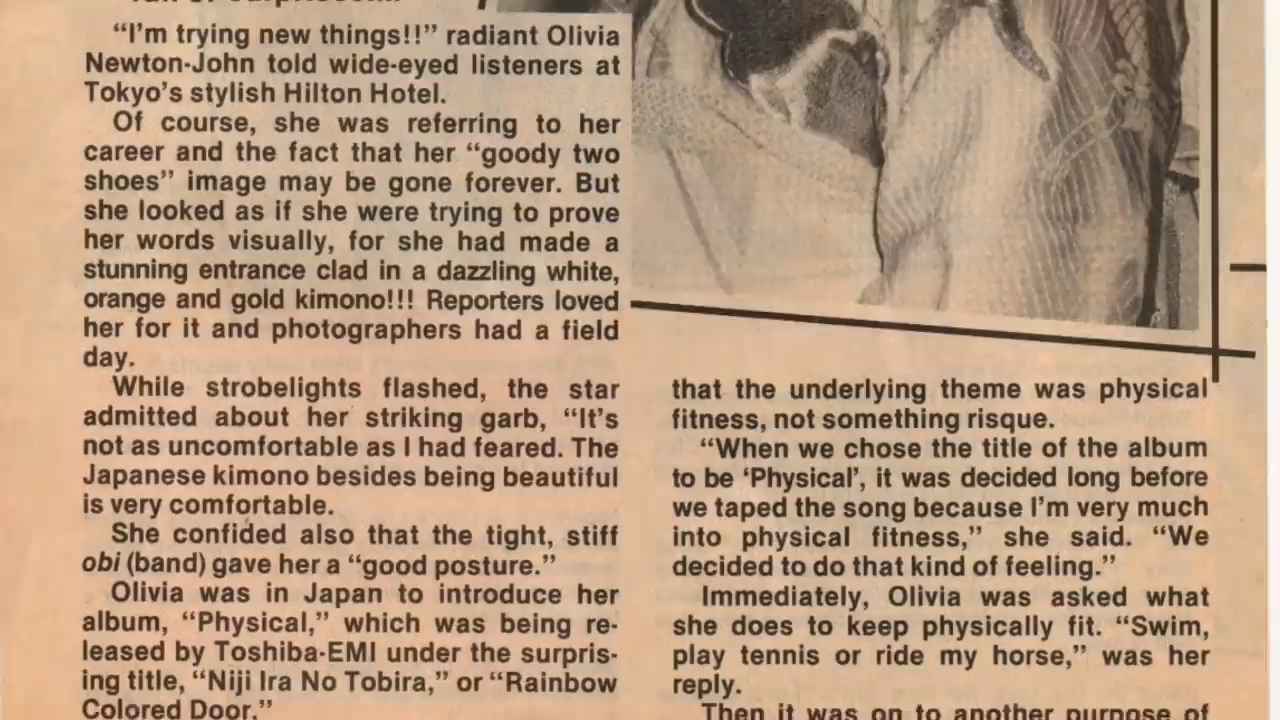 "I'm trying new things!!" radiant Olivia
Newton-John told wide-eyed listeners at
Tokyo's stylish Hilton Hotel.
Of course, she was referring to her
career and the fact that her "goody two
shoes" image may be gone forever. But
she looked as if she were trying to prove
her words visually, for she had made a
stunning entrance clad in a dazzling white,
orange and gold kimono!!! Reporters loved
her for it and photographers had a field
day.
While strobelights flashed, the star
admitted about her striking garb, "It's
not as uncomfortable as I had feared. The
Japanese kimono besides being beautiful
is very comfortable.
She confided also that the tight, stiff
obi (band) gave her a "good posture."
Olivia was in Japan to introduce her
album, "Physical," which was being re-
leased by Toshiba-EMI under the surpris-
ing title, "Niji Ira No Tobira," or "Rainbow
Colored Door."
that the underlying theme was physical
fitness, not something risque.
"When we chose the title of the album
to be 'Physical', it was decided long before
we taped the song because I'm very much
into physical fitness," she said. "We
decided to do that kind of feeling."
Immediately, Olivia was asked what
she does to keep physically fit. "Swim,
play tennis or ride my horse," was her
reply.
Then it was on to another purpose of